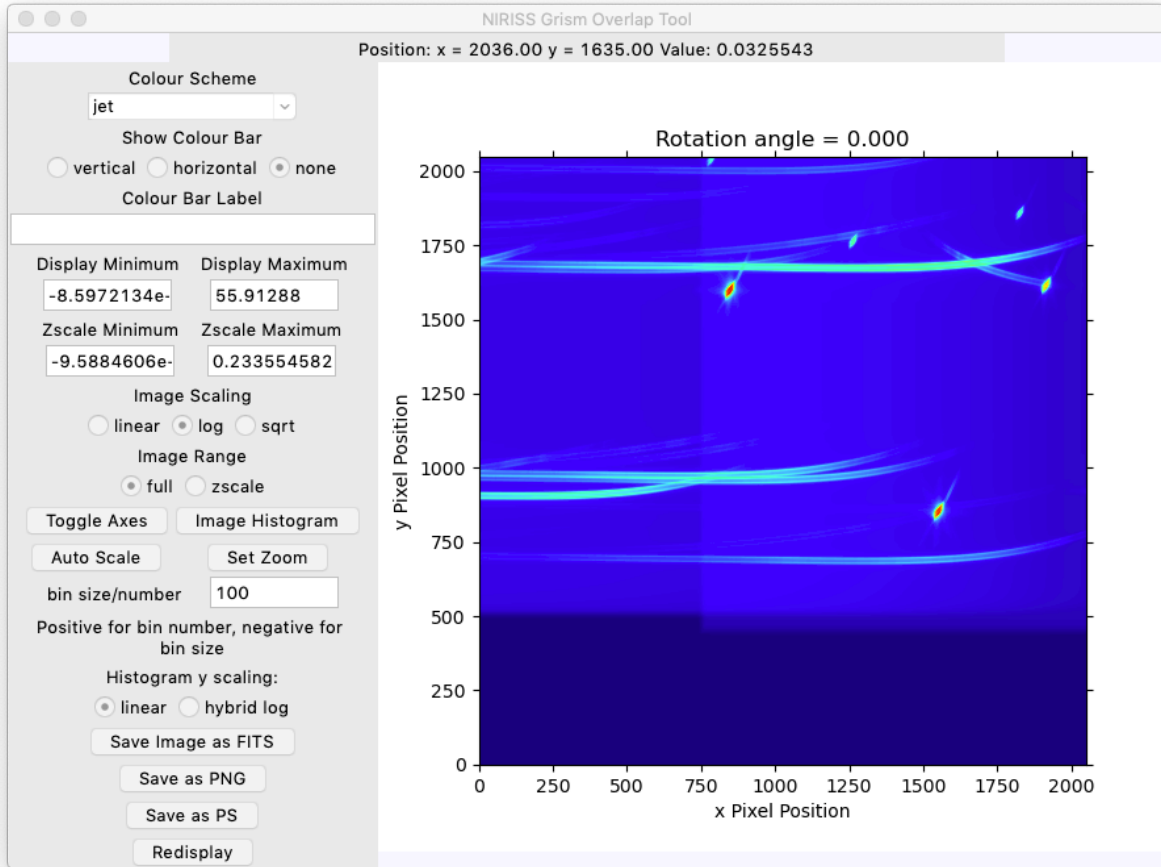 NIRISS Grism Overlap Tool
Position: x = 2036.00 y = 1635.00 Value: 0.0325543
Colour Scheme
jet
Show Colour Bar
vertical horizontal none
Colour Bar Label
Display Minimum Display Maximum
-8.5972134e- 55.91288
Zscale Minimum Zscale Maximum
-9.5884606e- 0.233554582
Image Scaling
linear log sqrt
Image Range
full zscale
Toggle Axes Image Histogram
Auto Scale Set Zoom
bin size/number 100
Positive for bin number, negative for
bin size
Histogram y scaling:
linear hybrid log
Save Image as FITS
Save as PNG
Save as PS
Redisplay
Rotation angle = 0.000
y Pixel Position
2000
1750
1500
1250
1000
750
500
250
0
0 250 500 750 1000 1250 1500 1750 2000
x Pixel Position